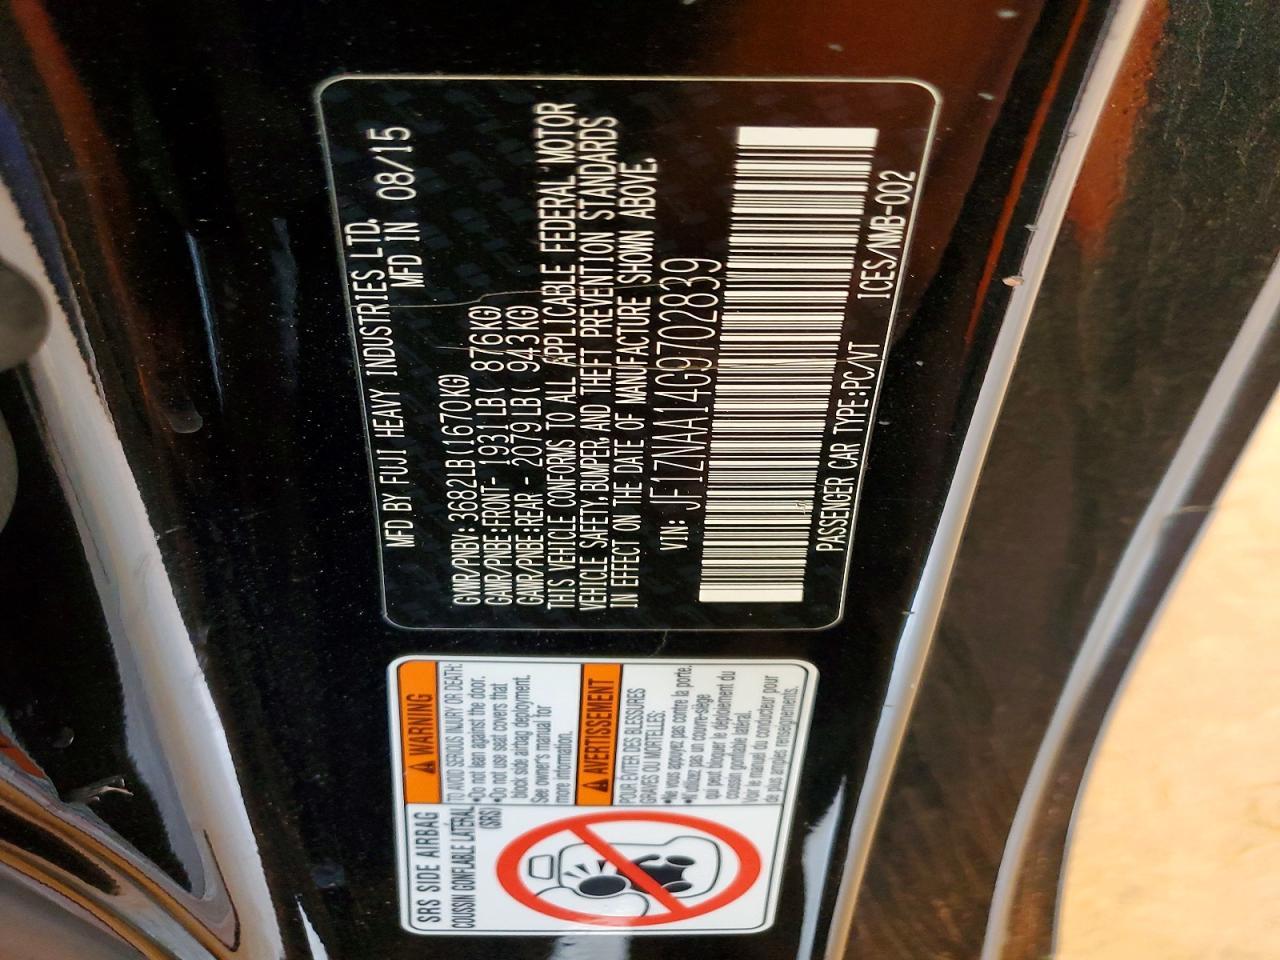 MFD BY FUJI HEAVY INDUSTRIES LTD.
MFD IN 08/15
GVWR/PNBV: 3682LB(1670KG)
GAWR/PNBE:FRONT- 1931LB( 876KG)
GAWR/PNBE:REAR - 2079LB( 943KG)
THIS VEHICLE CONFORMS TO ALL APPLICABLE FEDERAL MOTOR
VEHICLE SAFETY,BUMPER,AND THEFT PREVENTION STANDARDS
IN EFFECT ON THE DATE OF MANUFACTURE SHOWN ABOVE.
VIN: JF1ZNAA14G9702839
PASSENGER CAR TYPE:PC/VT ICES/NMB-002
SRS SIDE AIRBAG
COUSSIN GONFLABLE LATÉRAL
(SRS)
WARNING
TO AVOID SERIOUS INJURY OR DEATH:
•Do not lean against the door.
•Do not use seat covers that
block side airbag deployment.
See owner's manual for
more information.
AVERTISSEMENT
POUR ÉVITER DES BLESSURES
GRAVES OU MORTELLES:
•Ne vous appuyez pas contre la porte.
•N'utilisez pas un couvre-siège
qui peut bloquer le déploiement du
coussin gonflable latéral.
Voir le manuel du conducteur pour
de plus amples renseignements.